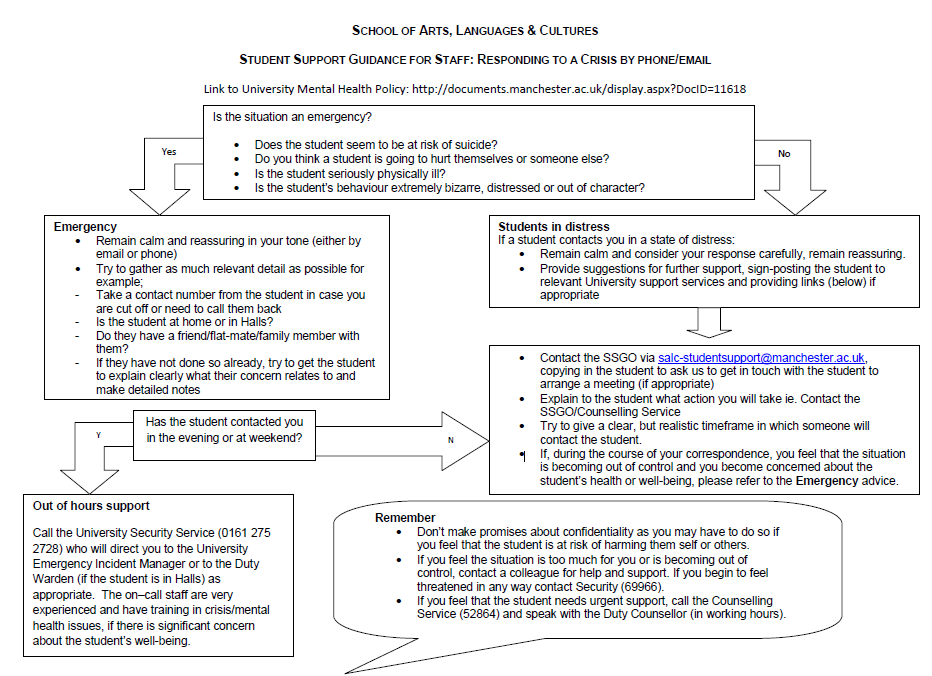 SCHOOL OF ARTS, LANGUAGES & CULTURES
STUDENT SUPPORT GUIDANCE FOR STAFF: RESPONDING TO A CRISIS BY PHONE/EMAIL
Link to University Mental Health Policy: http://documents.manchester.ac.uk/display.aspx?DocID=11618
Is the situation an emergency?
• Does the student seem to be at risk of suicide?
• Do you think a student is going to hurt themselves or someone else?
• Is the student seriously physically ill?
• Is the student's behaviour extremely bizarre, distressed or out of character?
Yes
No
Emergency
• Remain calm and reassuring in your tone (either by
email or phone)
• Try to gather as much relevant detail as possible for
example;
- Take a contact number from the student in case you
are cut off or need to call them back
- Is the student at home or in Halls?
- Do they have a friend/flat-mate/family member with
them?
- If they have not done so already, try to get the student
to explain clearly what their concern relates to and
make detailed notes
Students in distress
If a student contacts you in a state of distress:
• Remain calm and consider your response carefully, remain reassuring.
• Provide suggestions for further support, sign-posting the student to
relevant University support services and providing links (below) if
appropriate
• Contact the SSGO via salc-studentsupport@manchester.ac.uk,
copying in the student to ask us to get in touch with the student to
arrange a meeting (if appropriate)
• Explain to the student what action you will take ie. Contact the
SSGO/Counselling Service
• Try to give a clear, but realistic timeframe in which someone will
contact the student.
• If, during the course of your correspondence, you feel that the situation
is becoming out of control and you become concerned about the
student's health or well-being, please refer to the Emergency advice.
Has the student contacted you
in the evening or at weekend?
Y
N
Out of hours support
Call the University Security Service (0161 275
2728) who will direct you to the University
Emergency Incident Manager or to the Duty
Warden (if the student is in Halls) as
appropriate. The on–call staff are very
experienced and have training in crisis/mental
health issues, if there is significant concern
about the student's well-being.
Remember
• Don't make promises about confidentiality as you may have to do so if
you feel that the student is at risk of harming them self or others.
• If you feel the situation is too much for you or is becoming out of
control, contact a colleague for help and support. If you begin to feel
threatened in any way contact Security (69966).
• If you feel that the student needs urgent support, call the Counselling
Service (52864) and speak with the Duty Counsellor (in working hours).